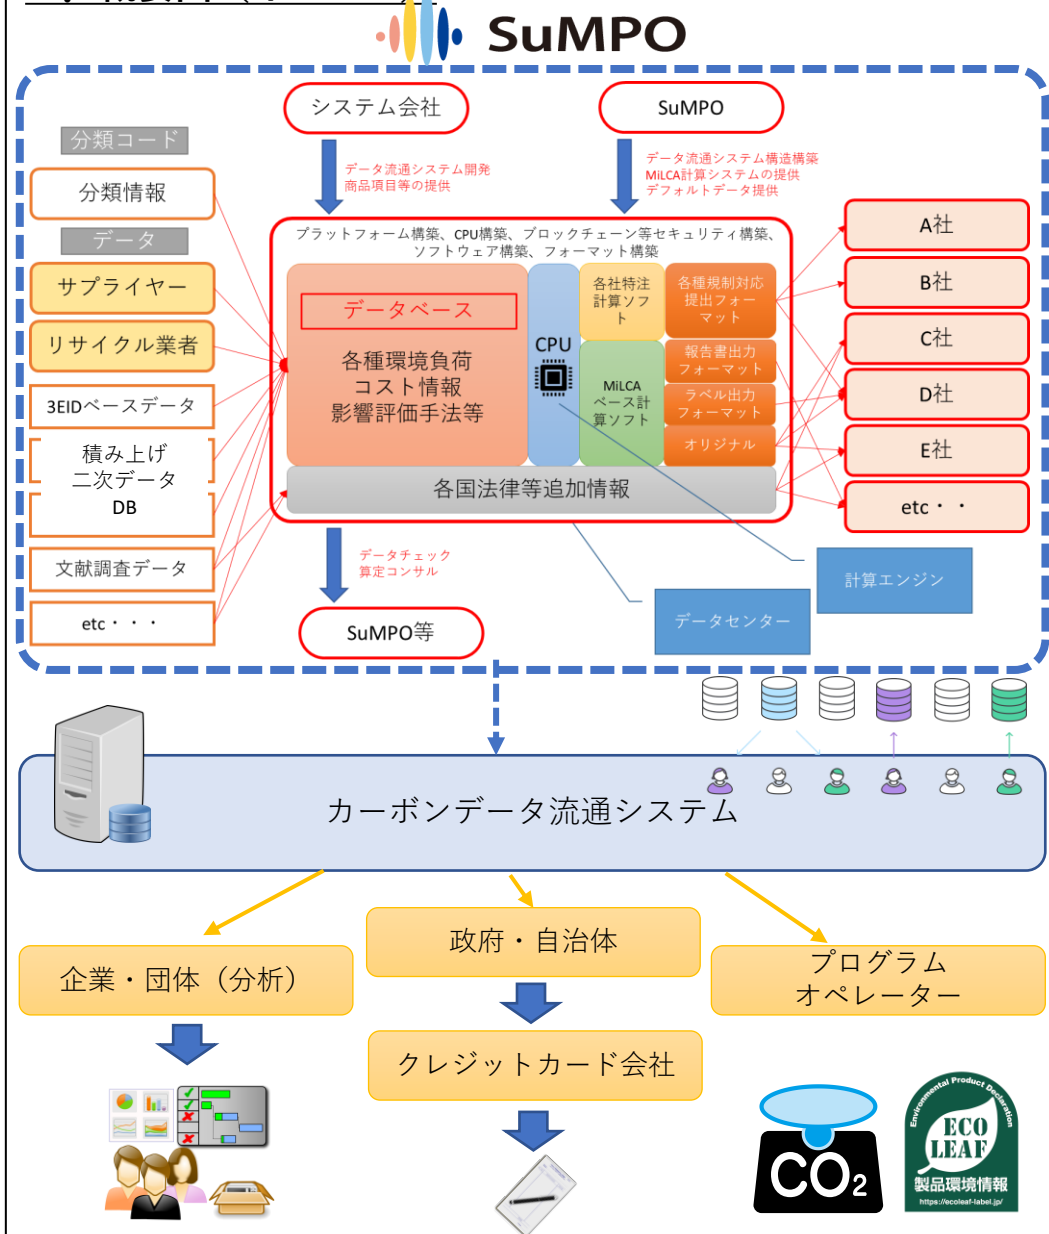 SuMPO
システム会社
SuMPO
分類コード
データ流通システム開発
商品項目等の提供
データ流通システム構造構築
MiLCA計算システムの提供
デフォルトデータ提供
分類情報
データ
サプライヤー
リサイクル業者
3EIDベースデータ
積み上げ
二次データ
DB
文献調査データ
etc・・・
プラットフォーム構築、CPU構築、ブロックチェーン等セキュリティ構築、
ソフトウェア構築、フォーマット構築
データベース
各種環境負荷
コスト情報
影響評価手法等
CPU
各社特注
計算ソフ
ト
MiLCA
ベース計
算ソフト
各種規制対応
提出フォー
マット
報告書出力
フォーマット
ラベル出力
フォーマット
オリジナル
各国法律等追加情報
A社
B社
C社
D社
E社
etc・・
データチェック
算定コンサル
SuMPO等
データセンター
計算エンジン
カーボンデータ流通システム
企業・団体（分析）
政府・自治体
プログラム
オペレーター
クレジットカード会社
CO2
Environmental Product Declaration
ECO
LEAF
製品環境情報
https://ecoleaf-label.jp/